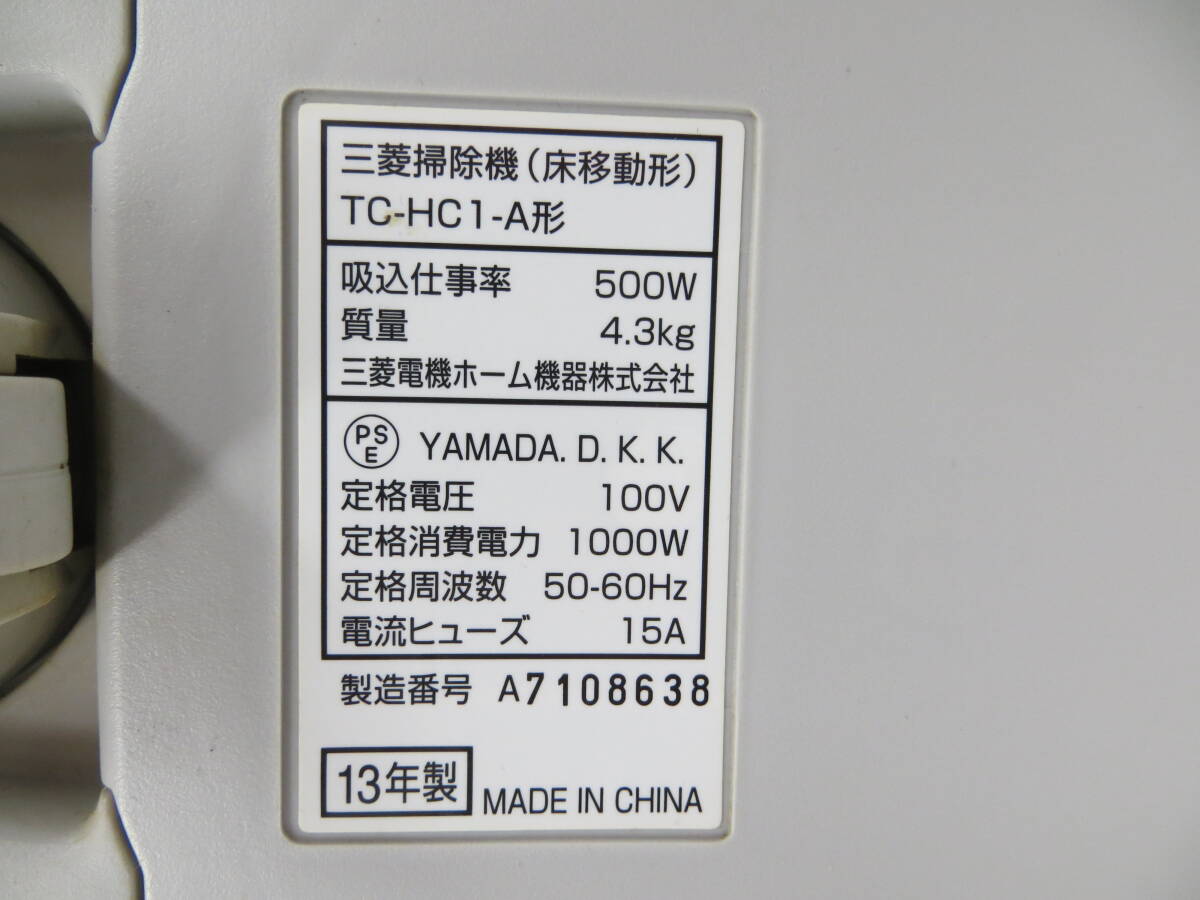 三菱掃除機(床移動形)
TC-HC1-A形
吸込仕事率 500W
質量 4.3kg
三菱電機ホーム機器株式会社
PSE YAMADA. D. K. K.
定格電圧 100V
定格消費電力 1000W
定格周波数 50-60Hz
電流ヒューズ 15A
製造番号 A7108638
13年製 MADE IN CHINA